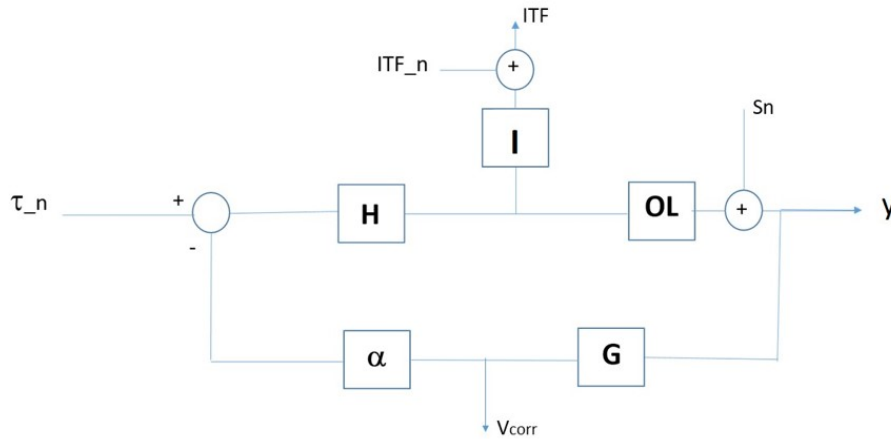 ITF
ITF_n
+
I
Sn
τ_n
+
H
OL
+
y
-
α
G
Vcorr